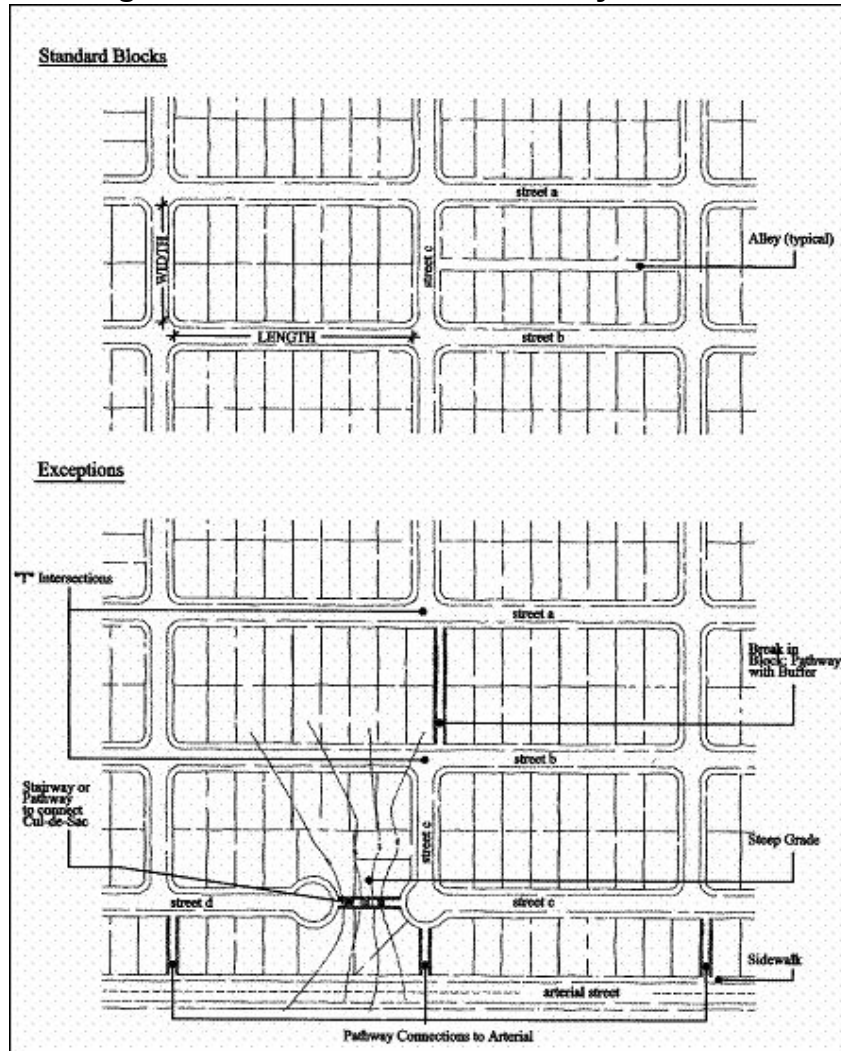 Standard Blocks
street a
WIDTH
street c
Alley (typical)
LENGTH
street b
Exceptions
"T" Intersections
street a
Break in
Block; Pathway
with Buffer
street b
Stairway or
Pathway
to connect
Cul-de-Sac
street c
Steep Grade
street d
street c
Sidewalk
arterial street
Pathway Connections to Arterial